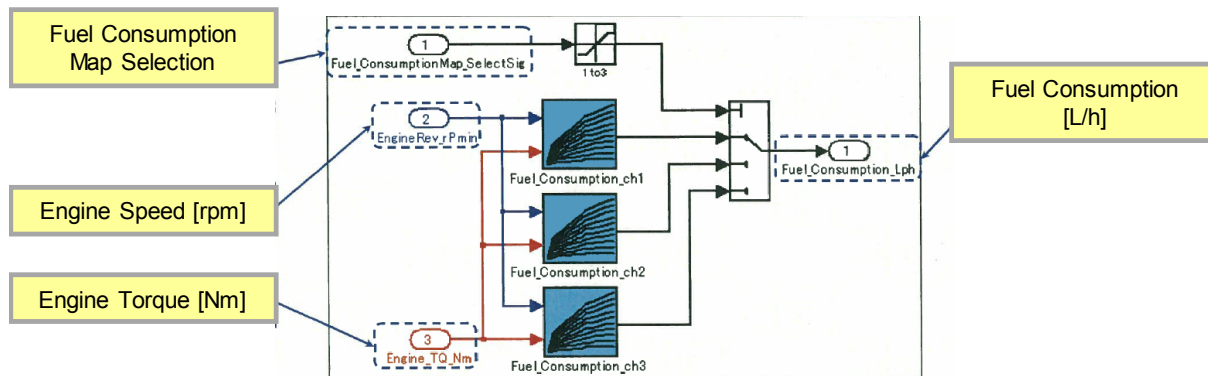 Fuel Consumption
Map Selection
1
Fuel_ConsumptionMap_SelectSig
1 to3
Fuel Consumption
[L/h]
2
EngineRev_rPmin
Fuel_Consumption_ch1
1
Fuel_Consumption_Lph
Engine Speed [rpm]
Fuel_Consumption_ch2
Engine Torque [Nm]
3
Engine_TQ_Nm
Fuel_Consumption_ch3